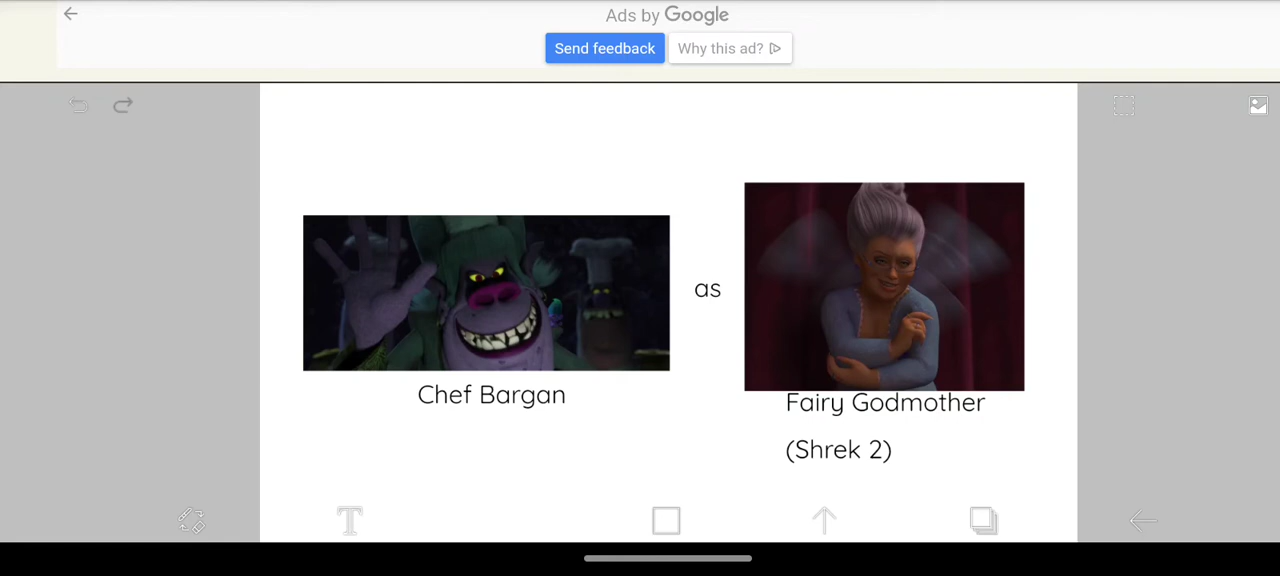 Ads by Google
Send feedback
Why this ad?
as
Chef Bargan
Fairy Godmother
(Shrek 2)
T